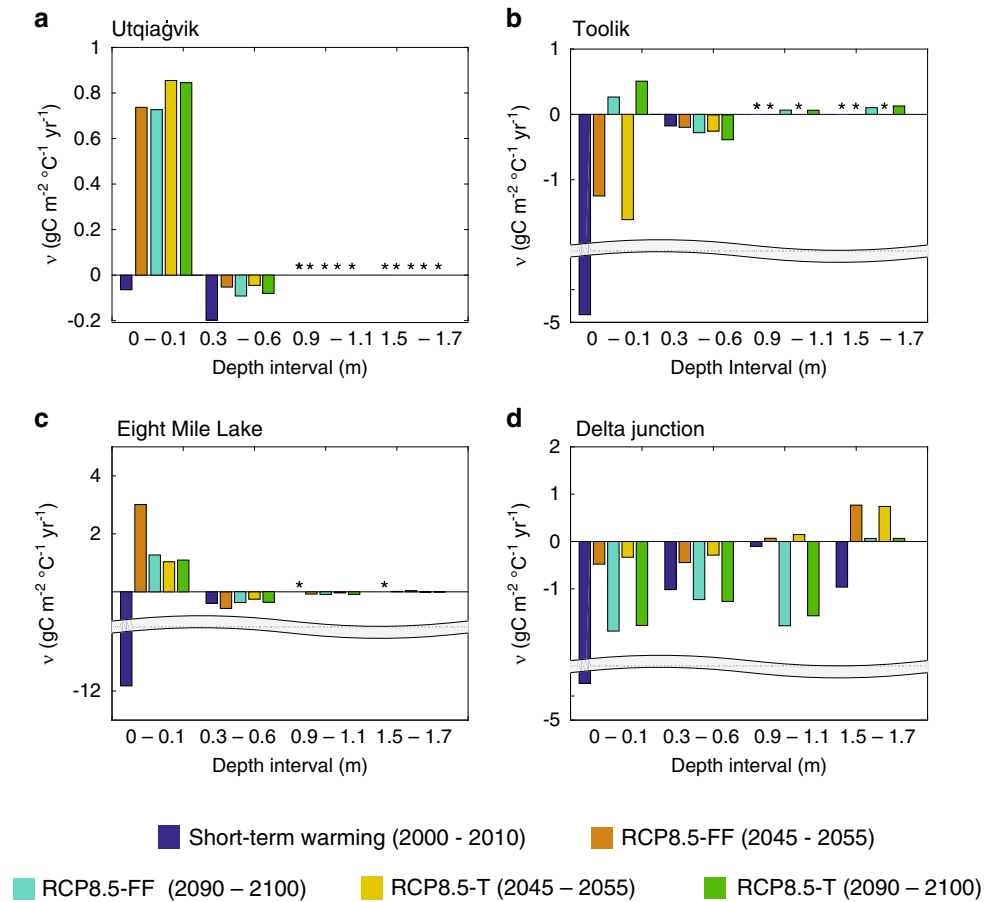 a
Utqiaġvik
1
0.8
0.6
0.4
0.2
0
-0.2
ν (gC m⁻² °C⁻¹ yr⁻¹)
* * * * * * * * * *
0 – 0.1 0.3 – 0.6 0.9 – 1.1 1.5 – 1.7
Depth interval (m)
b
Toolik
1
0
-1
-5
ν (gC m⁻² °C⁻¹ yr⁻¹)
* * * * * *
0 – 0.1 0.3 – 0.6 0.9 – 1.1 1.5 – 1.7
Depth Interval (m)
c
Eight Mile Lake
4
2
-12
ν (gC m⁻² °C⁻¹ yr⁻¹)
* *
0 – 0.1 0.3 – 0.6 0.9 – 1.1 1.5 – 1.7
Depth interval (m)
d
Delta junction
2
1
0
-1
-5
ν (gC m⁻² °C⁻¹ yr⁻¹)
0 – 0.1 0.3 – 0.6 0.9 – 1.1 1.5 – 1.7
Depth interval (m)
Short-term warming (2000 - 2010)
RCP8.5-FF (2045 - 2055)
RCP8.5-FF (2090 – 2100)
RCP8.5-T (2045 – 2055)
RCP8.5-T (2090 – 2100)